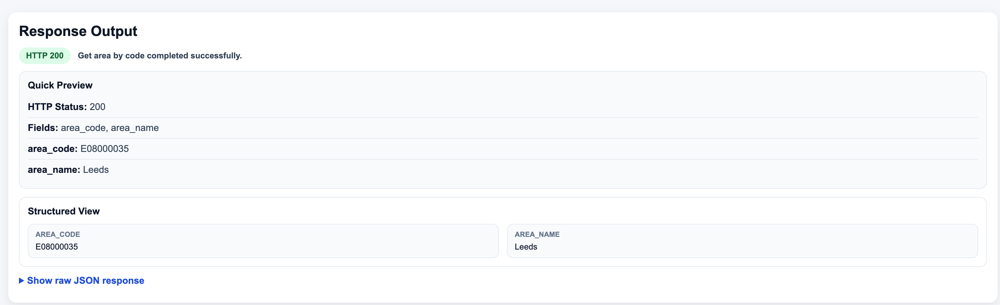 Response Output
HTTP 200 Get area by code completed successfully.
Quick Preview
HTTP Status: 200
Fields: area_code, area_name
area_code: E08000035
area_name: Leeds
Structured View
AREA_CODE
E08000035
AREA_NAME
Leeds
Show raw JSON response